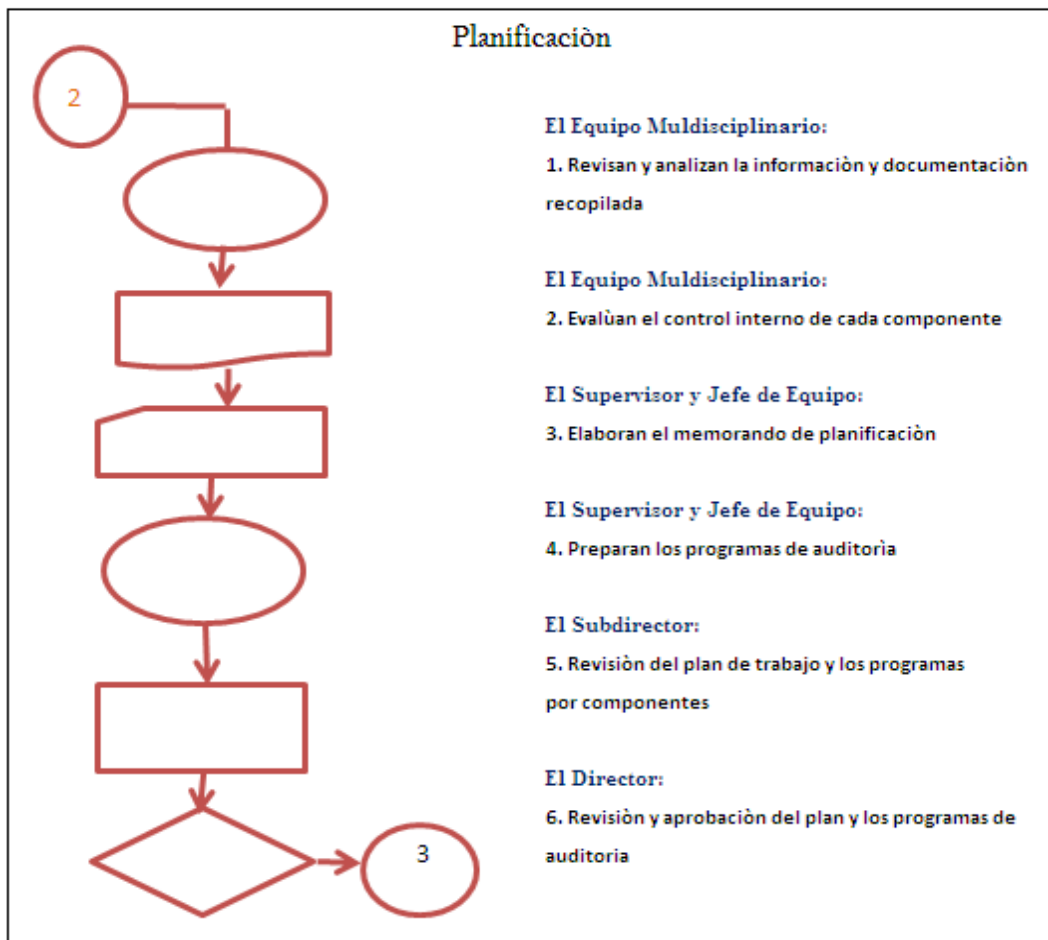 Planificaciòn
2
El Equipo Muldisciplinario:
1. Revisan y analizan la informaciòn y documentaciòn
recopilada
El Equipo Muldisciplinario:
2. Evalùan el control interno de cada componente
El Supervisor y Jefe de Equipo:
3. Elaboran el memorando de planificaciòn
El Supervisor y Jefe de Equipo:
4. Preparan los programas de auditorìa
El Subdirector:
5. Revisiòn del plan de trabajo y los programas
por componentes
El Director:
6. Revisiòn y aprobaciòn del plan y los programas de
auditoria
3